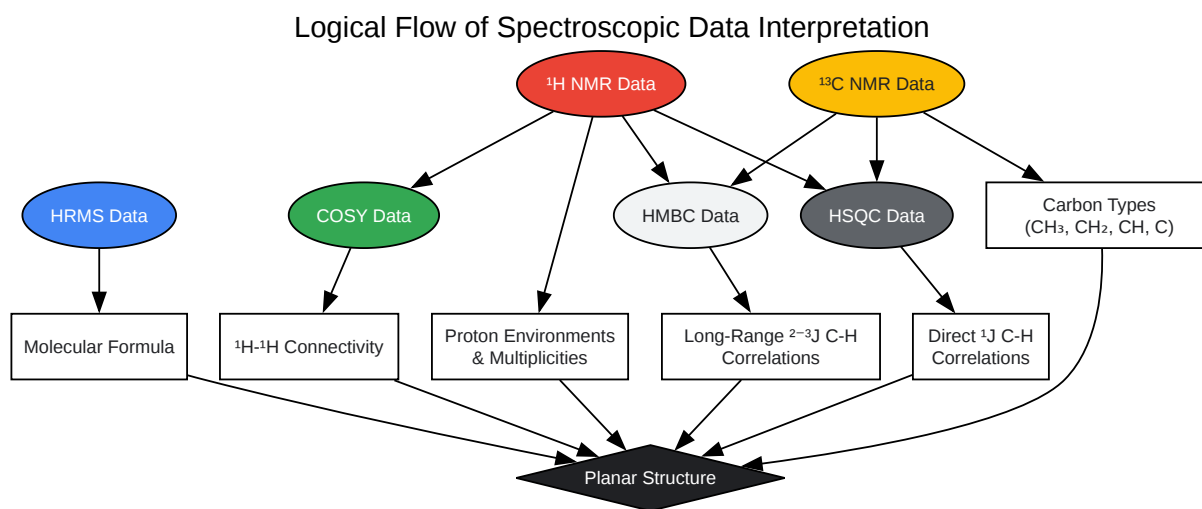 Logical Flow of Spectroscopic Data Interpretation
¹H NMR Data
¹³C NMR Data
HRMS Data
COSY Data
HMBC Data
HSQC Data
Carbon Types
(CH₃, CH₂, CH, C)
Molecular Formula
¹H-¹H Connectivity
Proton Environments
& Multiplicities
Long-Range ²⁻³J C-H
Correlations
Direct ¹J C-H
Correlations
Planar Structure